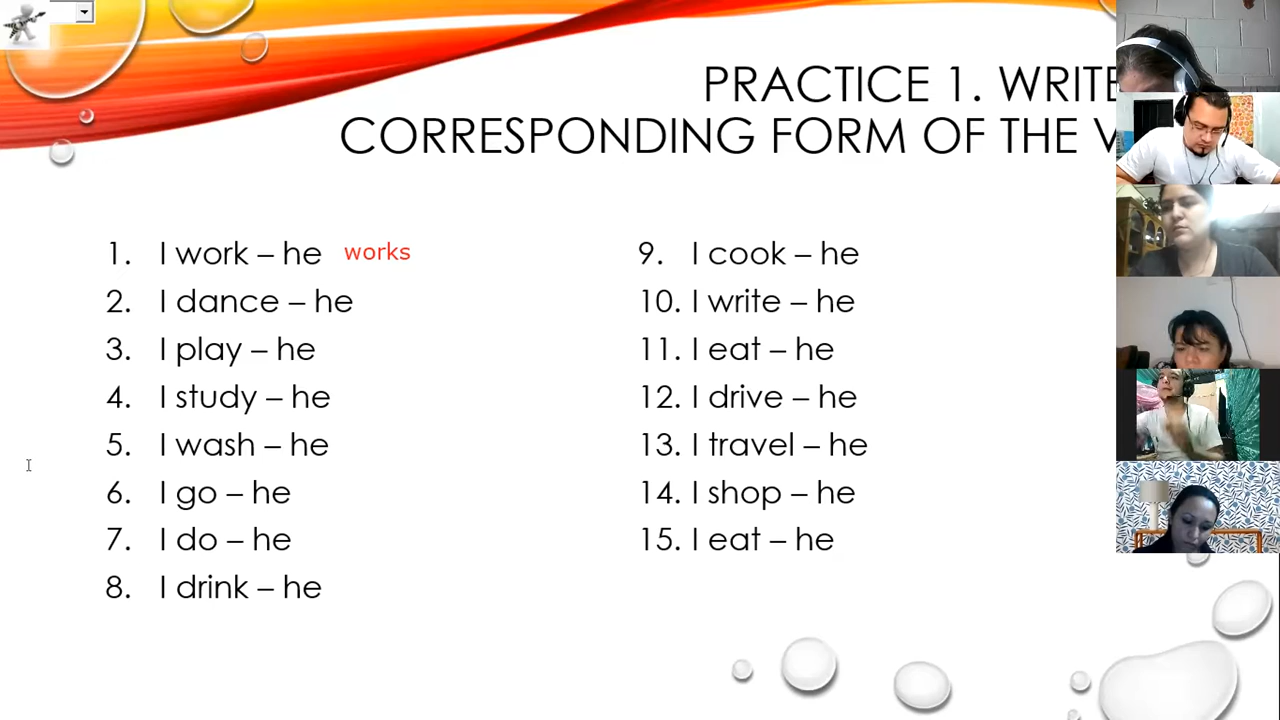 PRACTICE 1. WRITE
CORRESPONDING FORM OF THE
1. I work – he works
2. I dance – he
3. I play – he
4. I study – he
5. I wash – he
6. I go – he
7. I do – he
8. I drink – he
9. I cook – he
10. I write – he
11. I eat – he
12. I drive – he
13. I travel – he
14. I shop – he
15. I eat – he